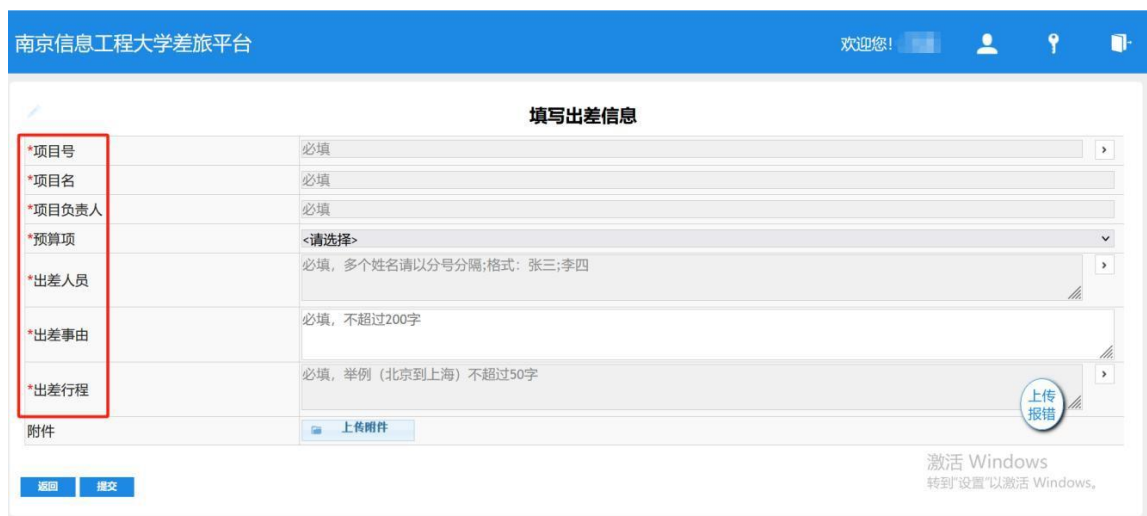 南京信息工程大学差旅平台 欢迎您!
填写出差信息
*项目号 必填
*项目名 必填
*项目负责人 必填
*预算项 <请选择>
*出差人员 必填，多个姓名请以分号分隔;格式：张三;李四
*出差事由 必填，不超过200字
*出差行程 必填，举例（北京到上海）不超过50字
上传
报错
附件 上传附件
激活 Windows
转到"设置"以激活 Windows。
返回 提交